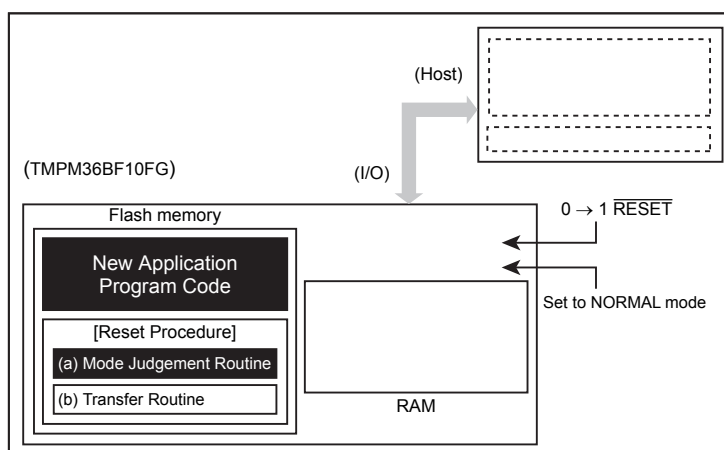 (Host)
(TMPM36BF10FG)
(I/O)
Flash memory
0 → 1 RESET
New Application
Program Code
Set to NORMAL mode
[Reset Procedure]
(a) Mode Judgement Routine
(b) Transfer Routine
RAM